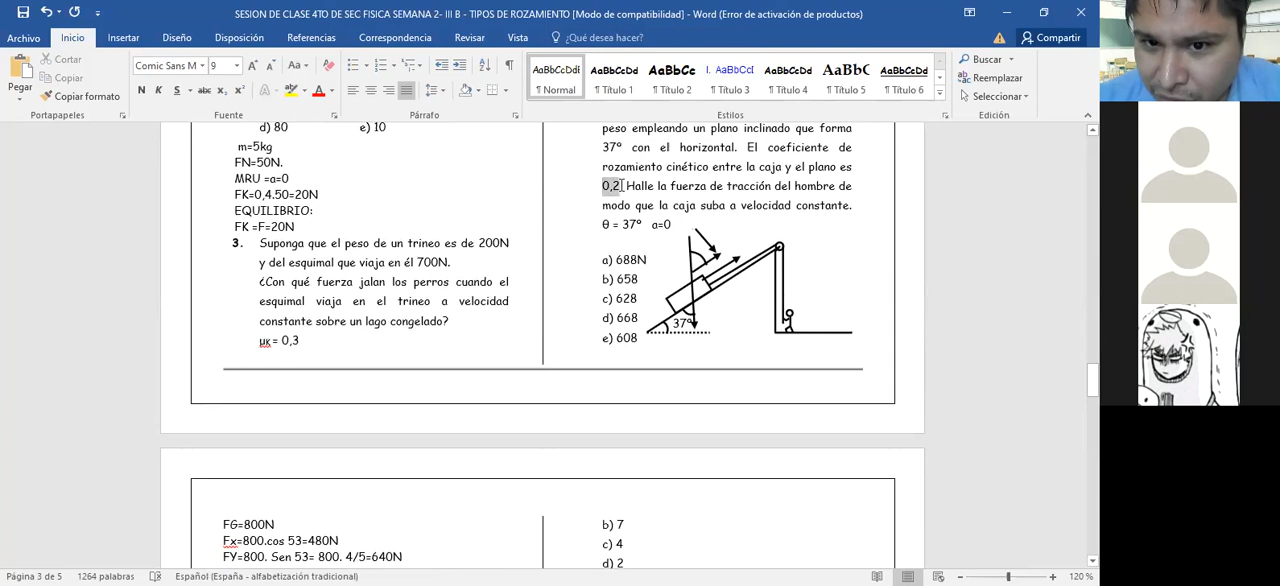 SESION DE CLASE 4TO DE SEC FISICA SEMANA 2- III B - TIPOS DE ROZAMIENTO [Modo de compatibilidad] - Word (Error de activación de productos)
Archivo Inicio Insertar Diseño Disposición Referencias Correspondencia Revisar Vista ¿Qué desea hacer? Compartir
Pegar
Cortar
Copiar
Copiar formato
Portapapeles
Comic Sans M 9
N K S abc x₂ x²
Fuente
Párrafo
AaBbCcDdE AaBbCcDd AaBbCc I. AaBbCcI AaBbCcDd AaBbC AaBbCcDd
¶ Normal ¶ Título 1 ¶ Título 2 ¶ Título 3 ¶ Título 4 ¶ Título 5 ¶ Título 6
Estilos
Buscar
Reemplazar
Seleccionar
Edición
d) 80 e) 10
m=5kg
FN=50N.
MRU =a=0
FK=0,4.50=20N
EQUILIBRIO:
FK =F=20N
3. Suponga que el peso de un trineo es de 200N
y del esquimal que viaja en él 700N.
¿Con qué fuerza jalan los perros cuando el
esquimal viaja en el trineo a velocidad
constante sobre un lago congelado?
μκ = 0,3
peso empleando un plano inclinado que forma
37º con el horizontal. El coeficiente de
rozamiento cinético entre la caja y el plano es
0,2. Halle la fuerza de tracción del hombre de
modo que la caja suba a velocidad constante.
θ = 37º a=0
a) 688N
b) 658
c) 628
d) 668
e) 608
37º
FG=800N
Fx=800.cos 53=480N
FY=800. Sen 53= 800. 4/5=640N
b) 7
c) 4
d) 2
Página 3 de 5 1264 palabras Español (España - alfabetización tradicional) 120 %